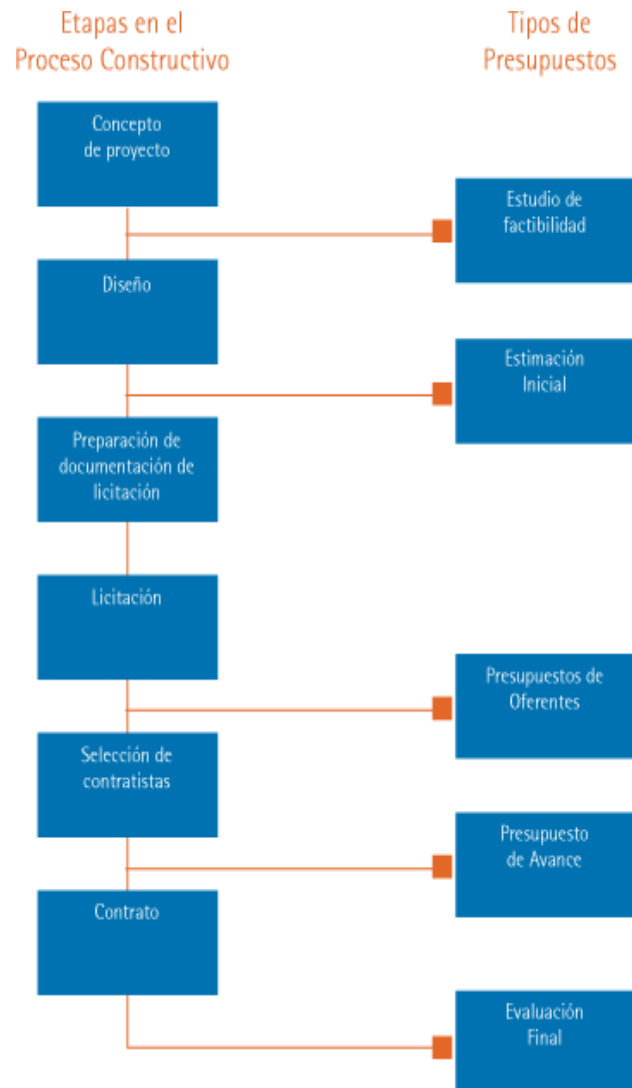 Etapas en el
Proceso Constructivo
Tipos de
Presupuestos
Concepto
de proyecto
Estudio de
factibilidad
Diseño
Estimación
Inicial
Preparación de
documentación de
licitación
Licitación
Presupuestos de
Oferentes
Selección de
contratistas
Presupuesto
de Avance
Contrato
Evaluación
Final